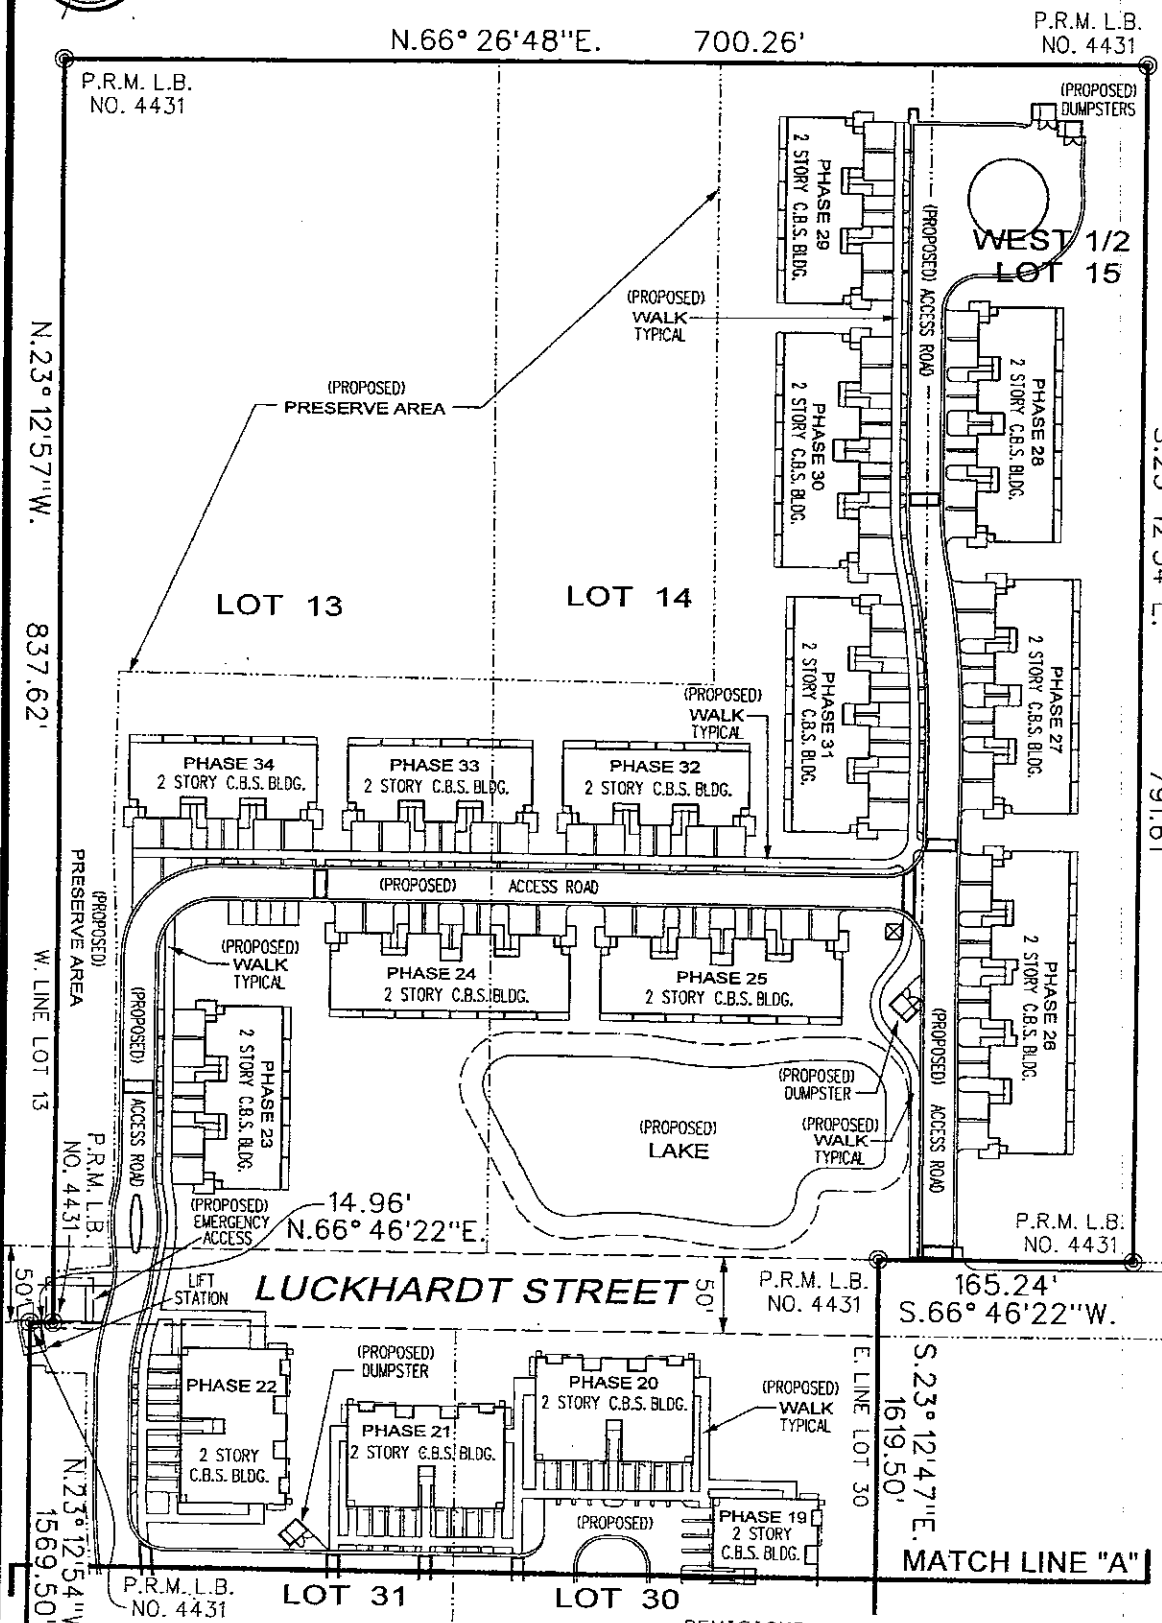 N.66° 26'48"E. 700.26'
P.R.M. L.B.
NO. 4431
P.R.M. L.B.
NO. 4431
(PROPOSED)
DUMPSTERS
PHASE 29
2 STORY C.B.S. BLDG.
(PROPOSED) ACCESS ROAD
WEST 1/2
LOT 15
(PROPOSED)
WALK
TYPICAL
(PROPOSED)
PRESERVE AREA
PHASE 30
2 STORY C.B.S. BLDG.
PHASE 28
2 STORY C.B.S. BLDG.
N.23° 12'57"W. 837.62'
LOT 13
LOT 14
PHASE 31
2 STORY C.B.S. BLDG.
PHASE 27
2 STORY C.B.S. BLDG.
(PROPOSED)
WALK
TYPICAL
PHASE 34
2 STORY C.B.S. BLDG.
PHASE 33
2 STORY C.B.S. BLDG.
PHASE 32
2 STORY C.B.S. BLDG.
(PROPOSED) ACCESS ROAD
(PROPOSED)
PRESERVE AREA
W. LINE LOT 13
(PROPOSED)
WALK
TYPICAL
PHASE 24
2 STORY C.B.S. BLDG.
PHASE 25
2 STORY C.B.S. BLDG.
PHASE 26
2 STORY C.B.S. BLDG.
(PROPOSED) ACCESS ROAD
PHASE 23
2 STORY C.B.S. BLDG.
(PROPOSED)
DUMPSTER
(PROPOSED)
WALK
TYPICAL
(PROPOSED) ACCESS ROAD
(PROPOSED)
LAKE
P.R.M. L.B.
NO. 4431
(PROPOSED)
EMERGENCY
ACCESS
14.96'
N.66° 46'22"E.
P.R.M. L.B.
NO. 4431
50'
LIFT
STATION
LUCKHARDT STREET
50'
P.R.M. L.B.
NO. 4431
165.24'
S.66° 46'22"W.
PHASE 22
2 STORY
C.B.S. BLDG.
(PROPOSED)
DUMPSTER
PHASE 21
2 STORY C.B.S. BLDG.
PHASE 20
2 STORY C.B.S. BLDG.
(PROPOSED)
WALK
TYPICAL
E. LINE LOT 30
S.23° 12'47"E.
1619.50'
(PROPOSED)
PHASE 19
2 STORY
C.B.S. BLDG.
MATCH LINE "A"
N.23° 12'54"W
1569.50'
P.R.M. L.B.
NO. 4431
LOT 31
LOT 30